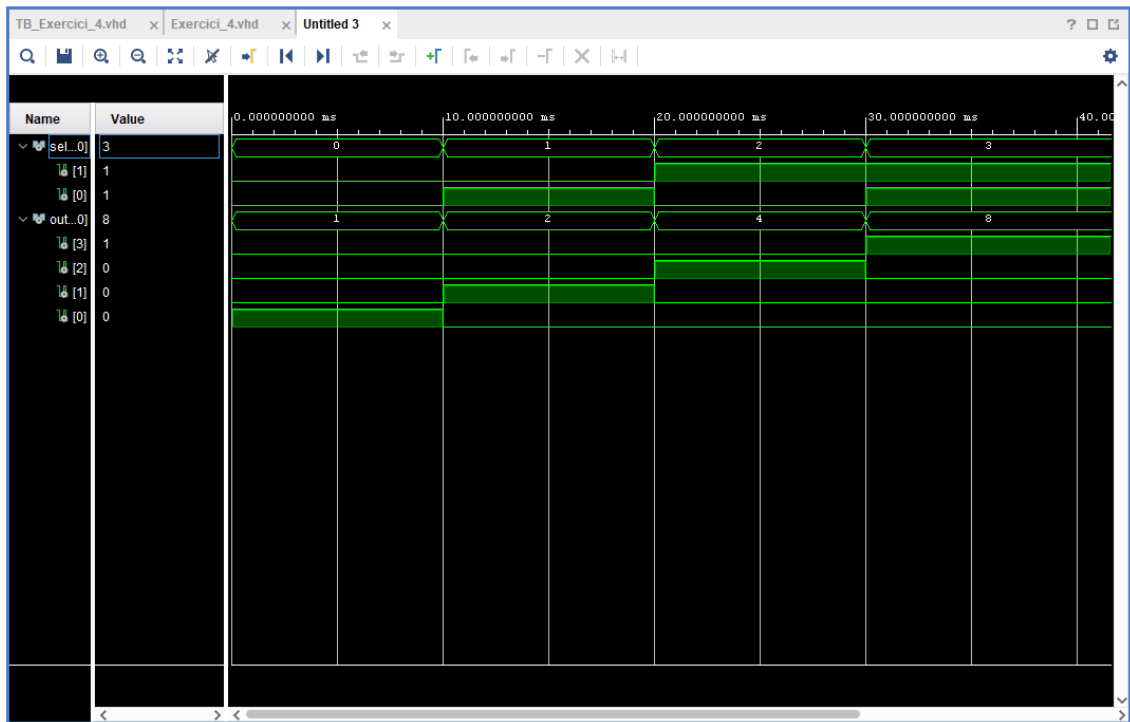 TB_Exercici_4.vhd × Exercici_4.vhd × Untitled 3 × ?
Name Value 0.000000000 ms 10.000000000 ms 20.000000000 ms 30.000000000 ms 40.00
sel...0] 3 0 1 2 3
[1] 1
[0] 1
out...0] 8 1 2 4 8
[3] 1
[2] 0
[1] 0
[0] 0